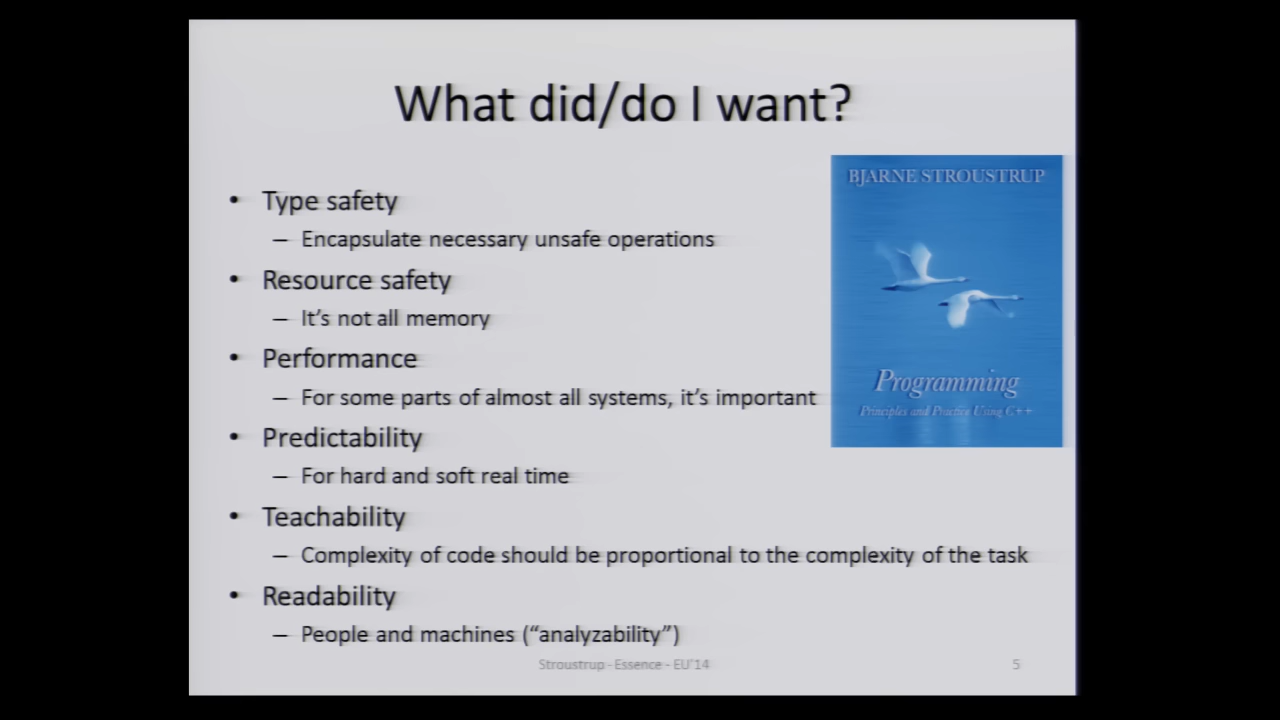 What did/do I want?
• Type safety
– Encapsulate necessary unsafe operations
• Resource safety
– It's not all memory
• Performance
– For some parts of almost all systems, it's important
• Predictability
– For hard and soft real time
• Teachability
– Complexity of code should be proportional to the complexity of the task
• Readability
– People and machines (“analyzability”)
BJARNE STROUSTRUP
Programming
Principles and Practice Using C++
Stroustrup - Essence - EU'14
5